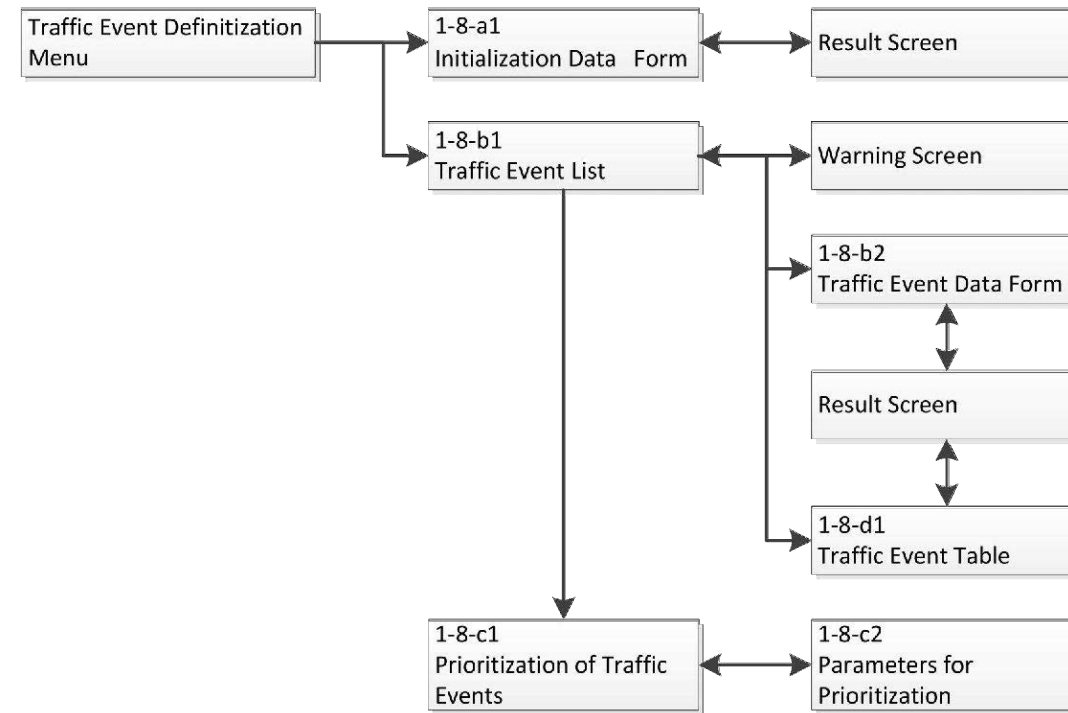 Traffic Event Definitization
Menu
1-8-a1
Initialization Data Form
Result Screen
1-8-b1
Traffic Event List
Warning Screen
1-8-b2
Traffic Event Data Form
Result Screen
1-8-d1
Traffic Event Table
1-8-c1
Prioritization of Traffic
Events
1-8-c2
Parameters for
Prioritization